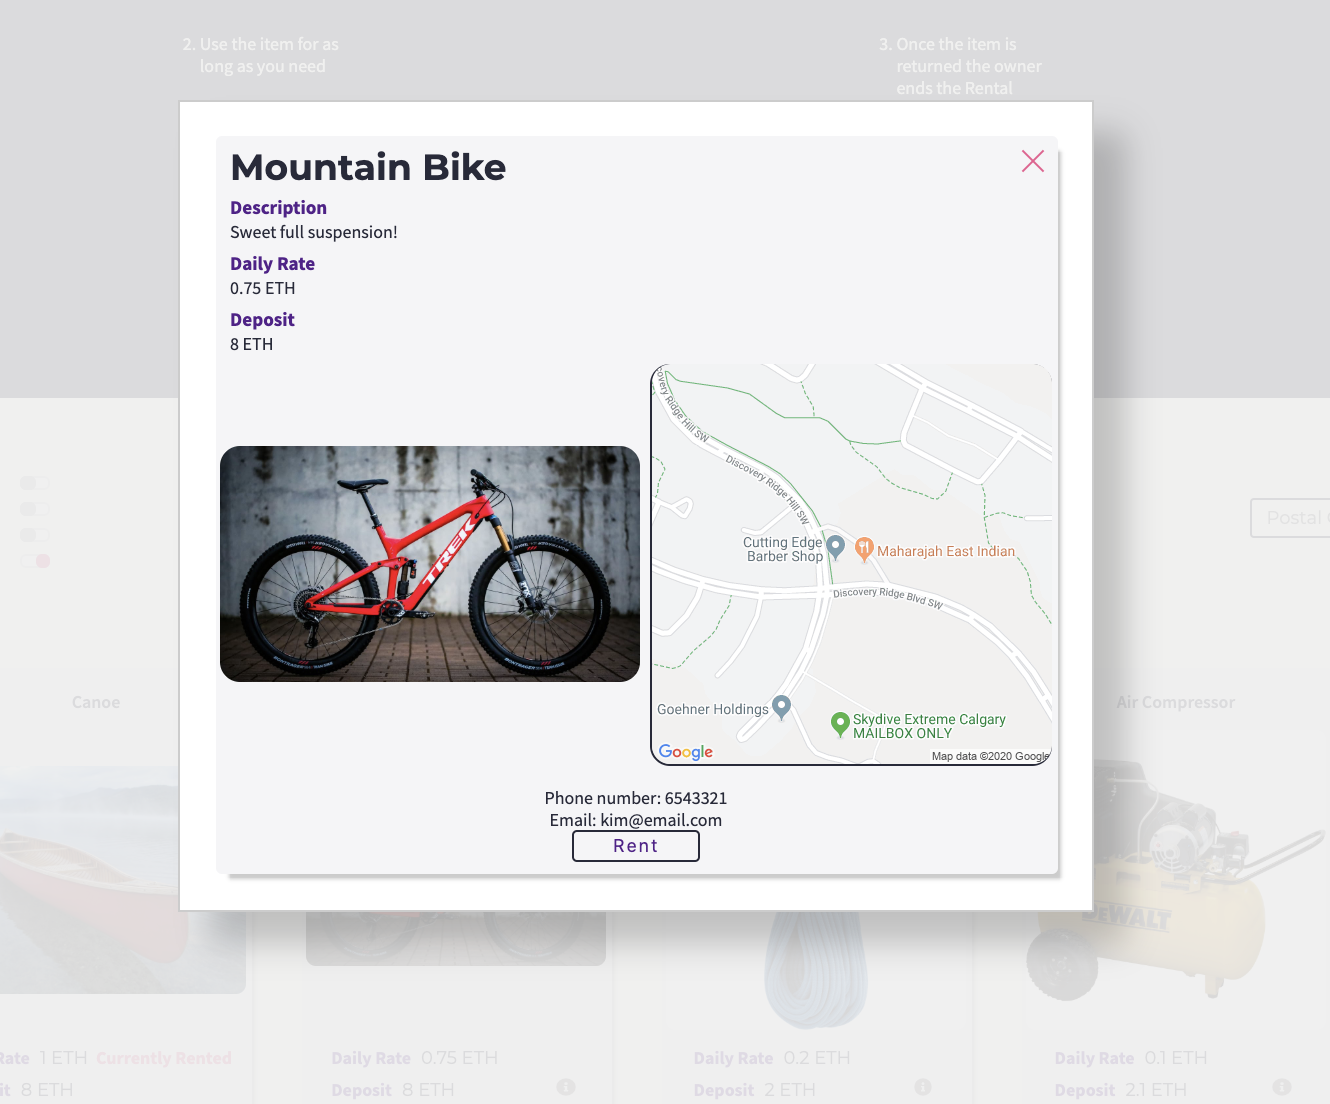 2. Use the item for as
long as you need
3. Once the item is
returned the owner
ends the Rental
Mountain Bike
Description
Sweet full suspension!
Daily Rate
0.75 ETH
Deposit
8 ETH
TREK
Discovery Ridge Hill SW
Discovery Ridge Hill SW
Cutting Edge
Barber Shop
Maharajah East Indian
Discovery Ridge Blvd SW
Goehner Holdings
Skydive Extreme Calgary
MAILBOX ONLY
Google
Map data ©2020 Google
Phone number: 6543321
Email: kim@email.com
Rent
Postal
Canoe
Air Compressor
DEWALT
Rate 1 ETH Currently Rented
8 ETH
Daily Rate 0.75 ETH
Deposit 8 ETH
Daily Rate 0.2 ETH
Deposit 2 ETH
Daily Rate 0.1 ETH
Deposit 2.1 ETH